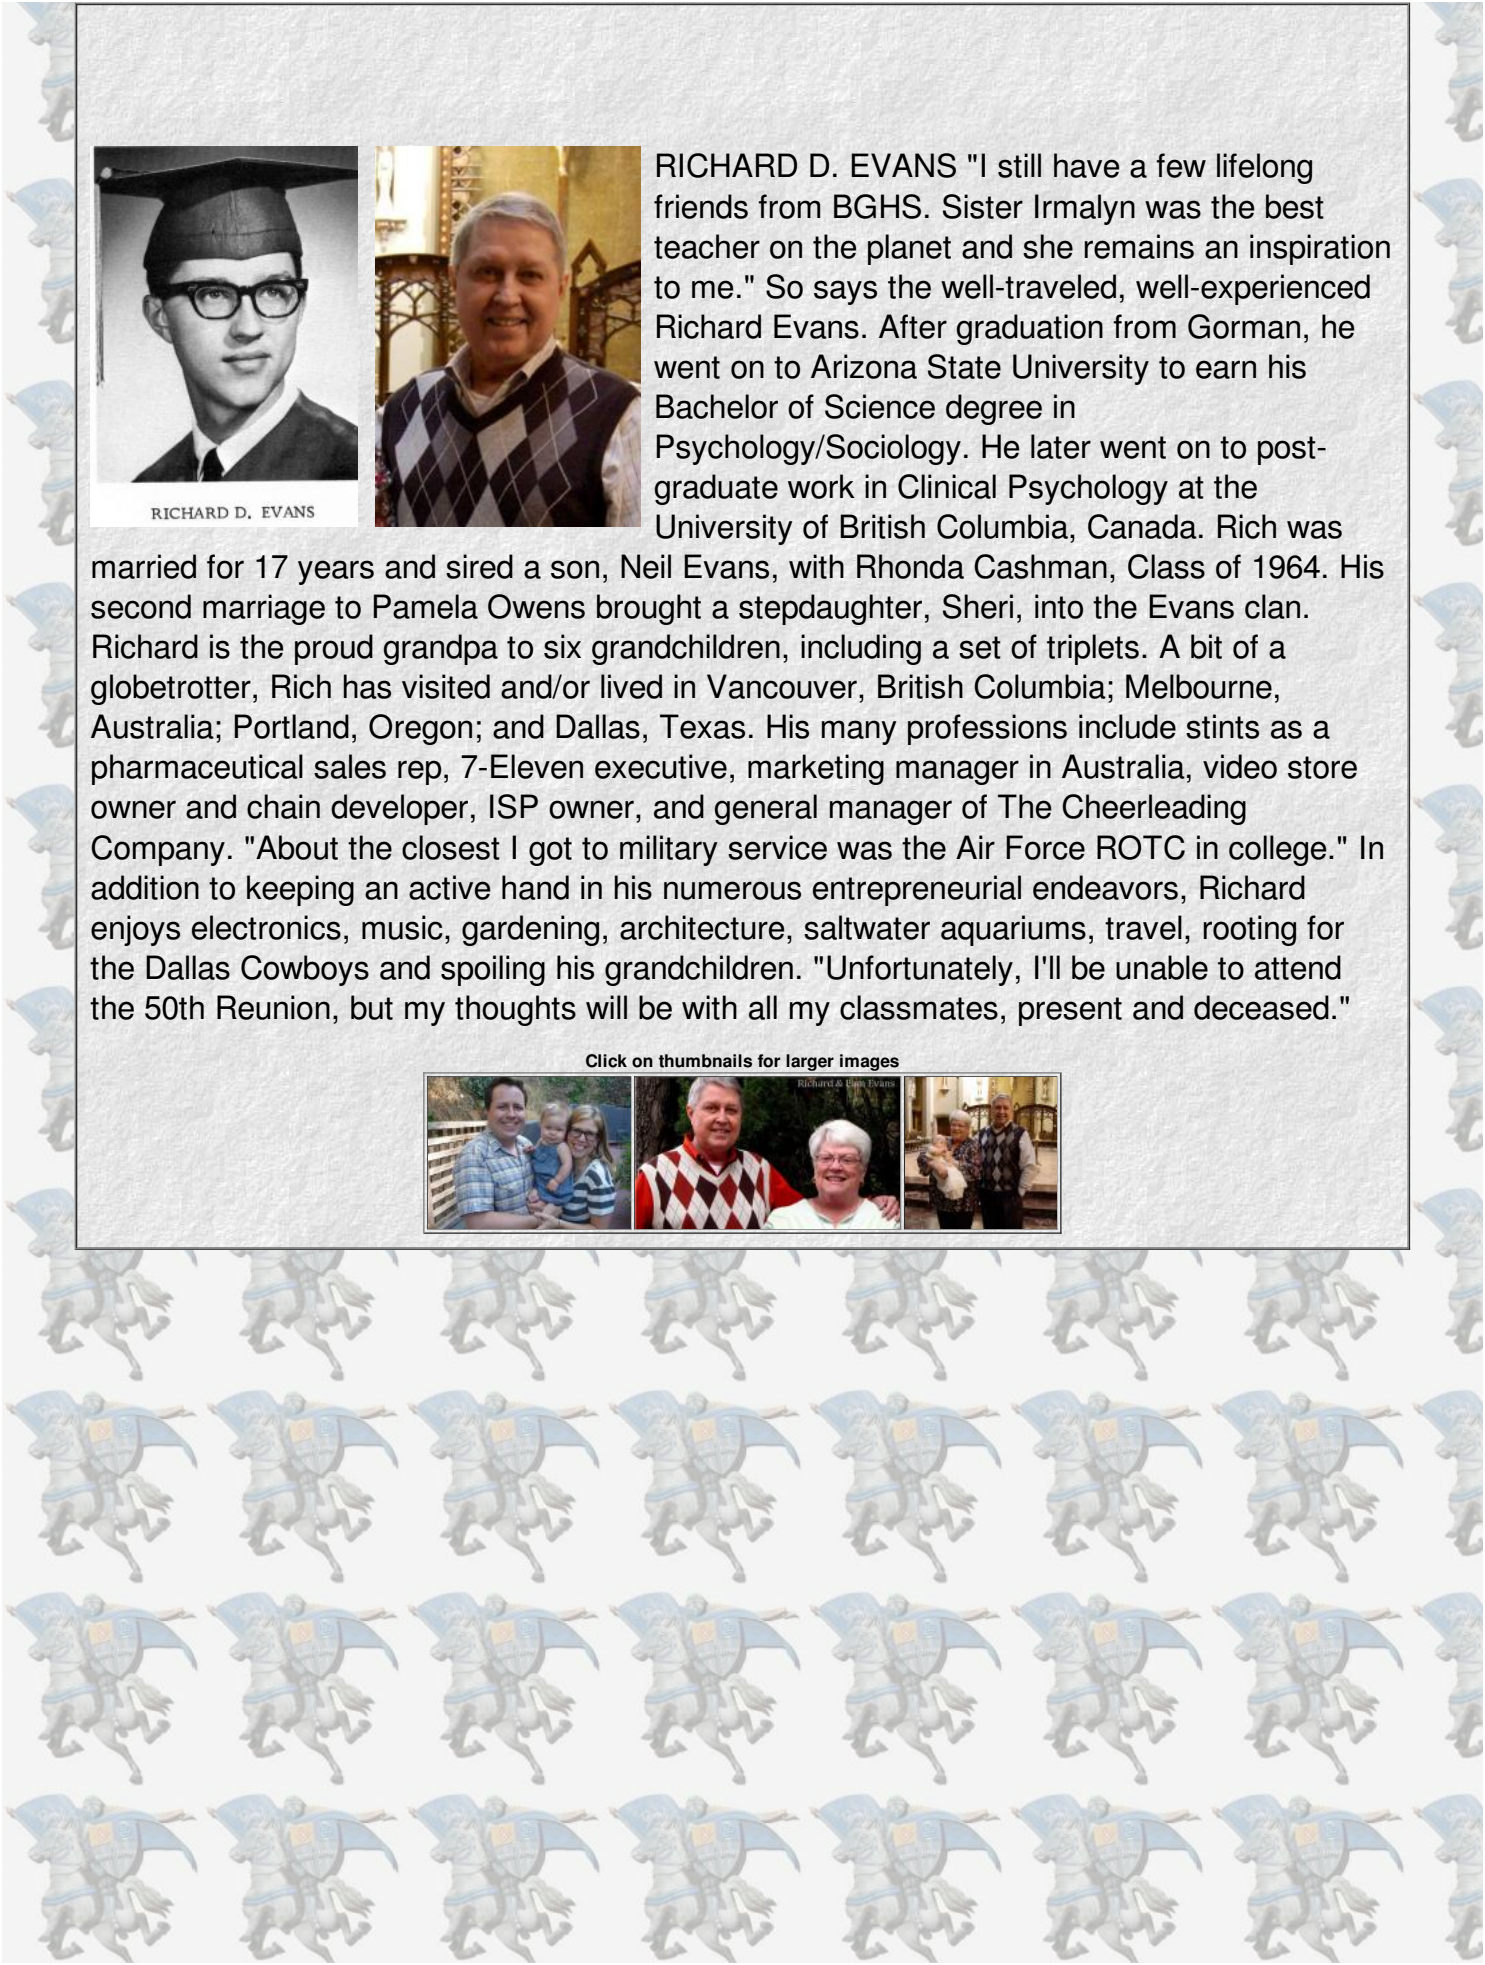 RICHARD D. EVANS "I still have a few lifelong
friends from BGHS. Sister Irmalyn was the best
teacher on the planet and she remains an inspiration
to me." So says the well-traveled, well-experienced
Richard Evans. After graduation from Gorman, he
went on to Arizona State University to earn his
Bachelor of Science degree in
Psychology/Sociology. He later went on to post-
graduate work in Clinical Psychology at the
University of British Columbia, Canada. Rich was
RICHARD D. EVANS
married for 17 years and sired a son, Neil Evans, with Rhonda Cashman, Class of 1964. His
second marriage to Pamela Owens brought a stepdaughter, Sheri, into the Evans clan.
Richard is the proud grandpa to six grandchildren, including a set of triplets. A bit of a
globetrotter, Rich has visited and/or lived in Vancouver, British Columbia; Melbourne,
Australia; Portland, Oregon; and Dallas, Texas. His many professions include stints as a
pharmaceutical sales rep, 7-Eleven executive, marketing manager in Australia, video store
owner and chain developer, ISP owner, and general manager of The Cheerleading
Company. "About the closest I got to military service was the Air Force ROTC in college." In
addition to keeping an active hand in his numerous entrepreneurial endeavors, Richard
enjoys electronics, music, gardening, architecture, saltwater aquariums, travel, rooting for
the Dallas Cowboys and spoiling his grandchildren. "Unfortunately, I'll be unable to attend
the 50th Reunion, but my thoughts will be with all my classmates, present and deceased."
Click on thumbnails for larger images
Richard & Pam Evans